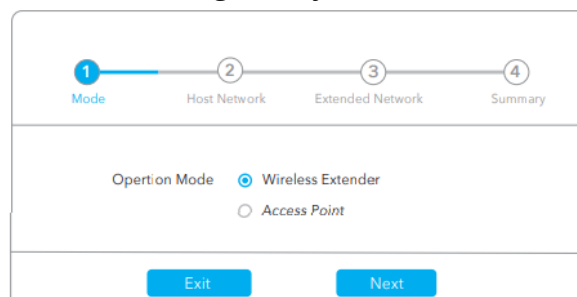 1 2 3 4
Mode Host Network Extended Network Summary
Opertion Mode Wireless Extender
Access Point
Exit Next